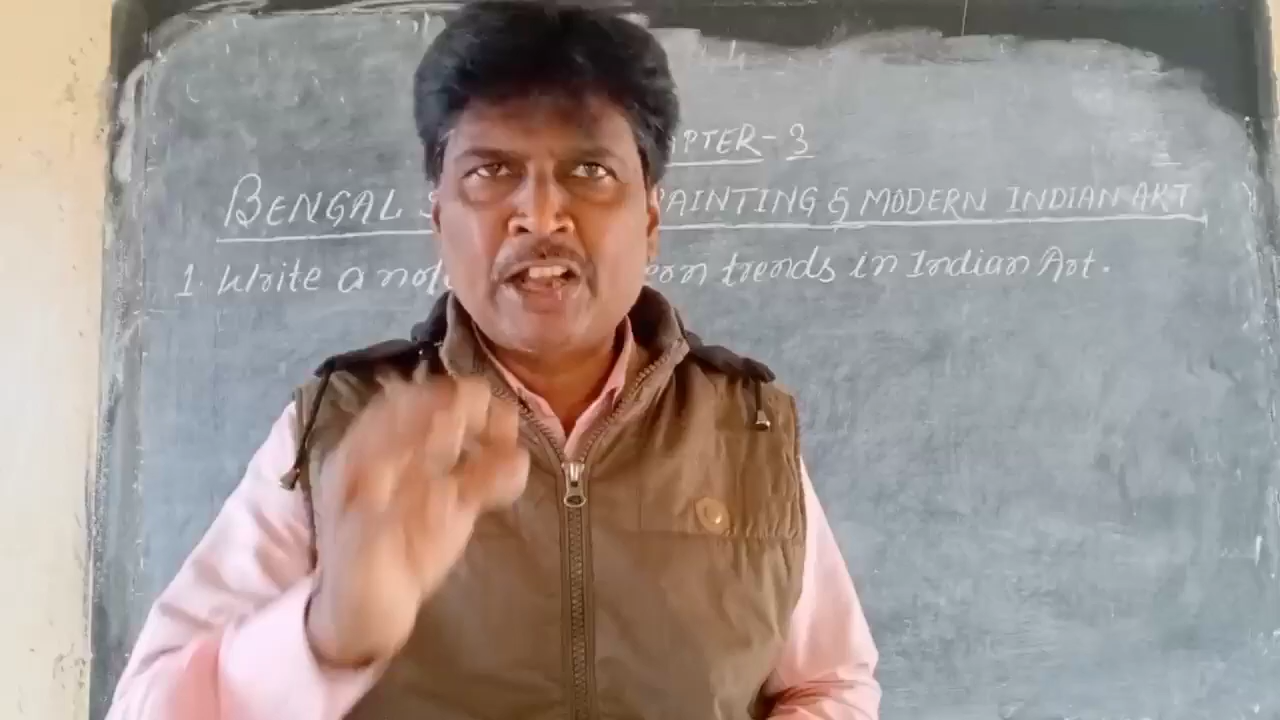 PTER - 3
BENGAL PAINTING & MODERN INDIAN ART
1. Write a trends in Indian Art.